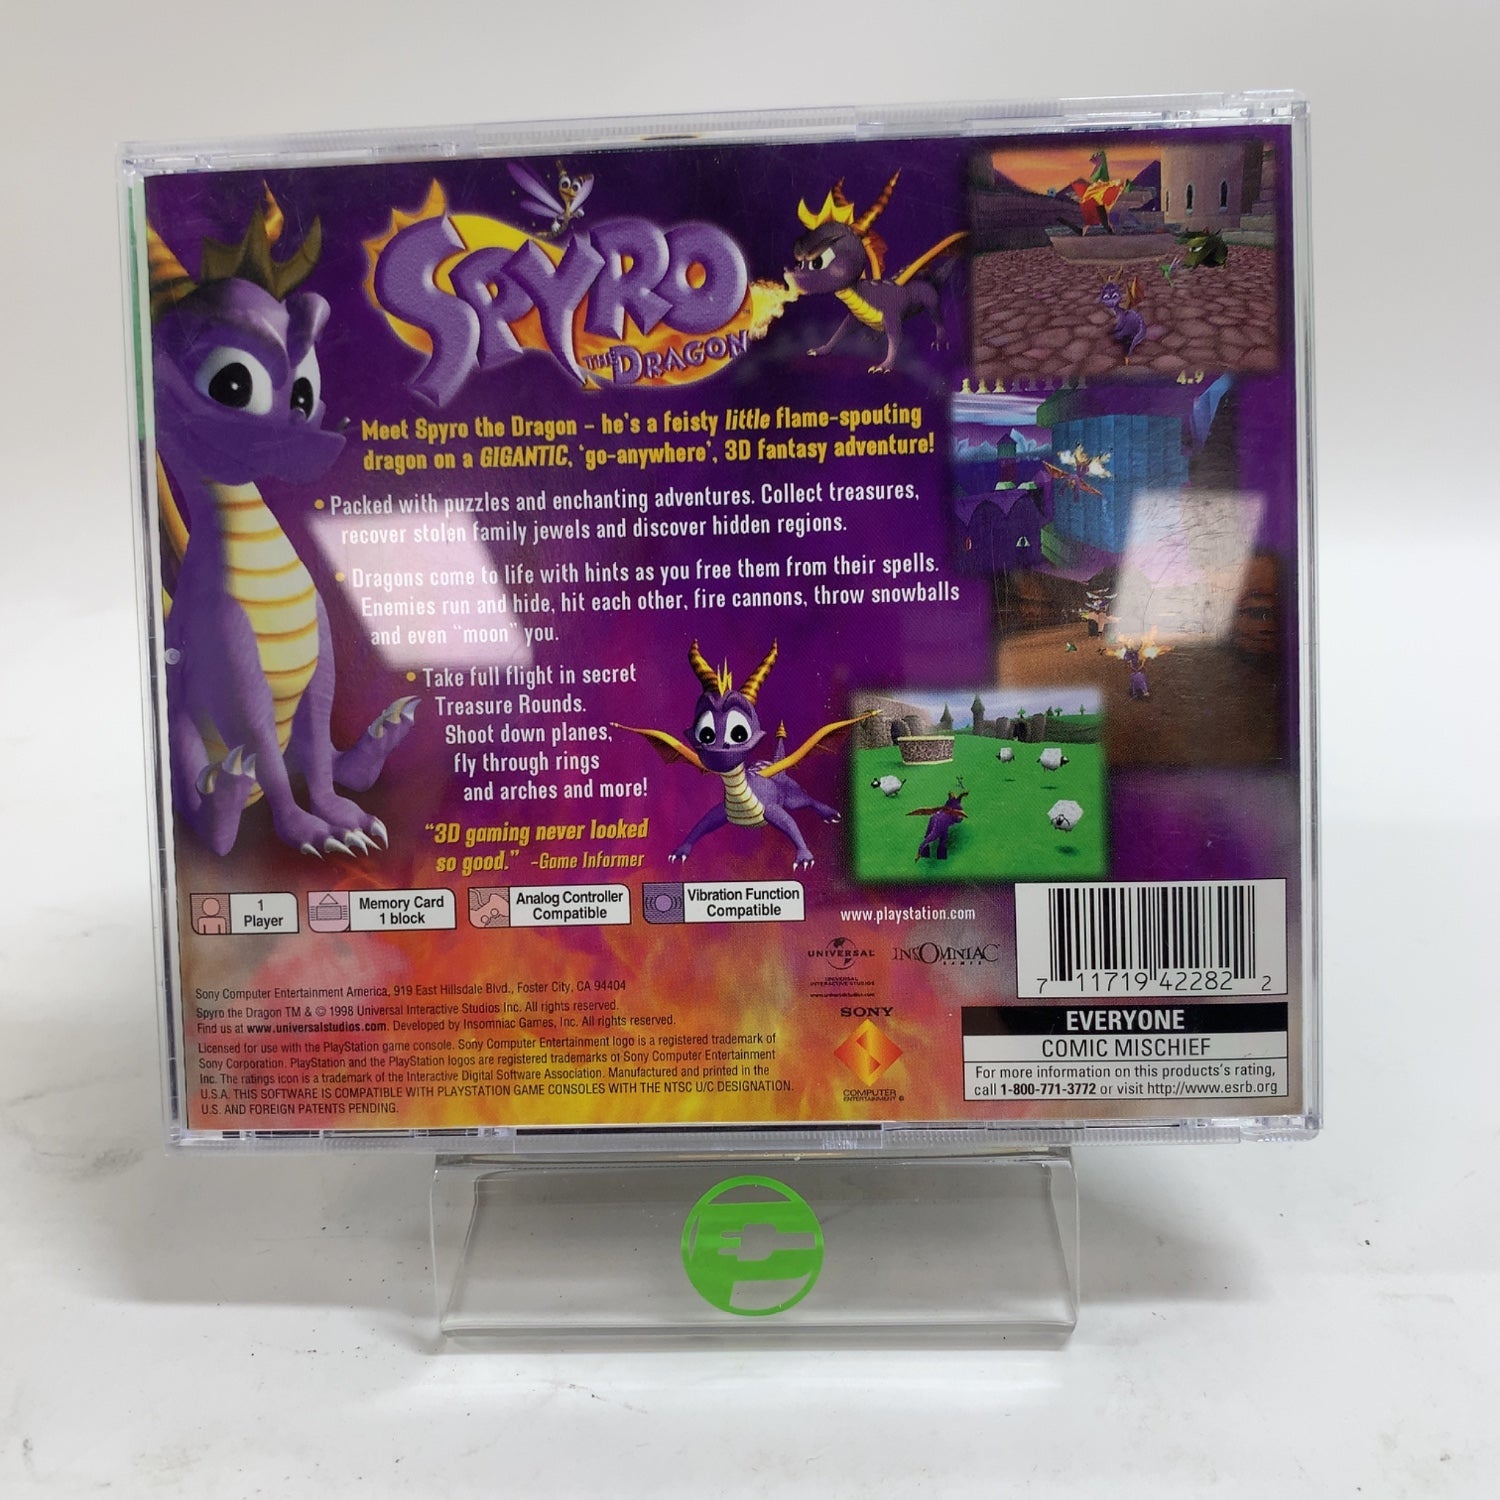 SPYRO
THE DRAGON
Meet Spyro the Dragon – he's a feisty little flame-spouting
dragon on a GIGANTIC, 'go-anywhere', 3D fantasy adventure!
• Packed with puzzles and enchanting adventures. Collect treasures,
recover stolen family jewels and discover hidden regions.
• Dragons come to life with hints as you free them from their spells.
Enemies run and hide, hit each other, fire cannons, throw snowballs
and even "moon" you.
• Take full flight in secret
Treasure Rounds.
Shoot down planes,
fly through rings
and arches and more!
"3D gaming never looked
so good." -Game Informer
4.9
1
Player
Memory Card
1 block
Analog Controller
Compatible
Vibration Function
Compatible
www.playstation.com
UNIVERSAL
UNIVERSAL
INTERACTIVE STUDIOS
www.universalstudios.com
INSOMNIAC
GAMES
7 11719 42282 2
Sony Computer Entertainment America, 919 East Hillsdale Blvd., Foster City, CA 94404
Spyro the Dragon TM & © 1998 Universal Interactive Studios Inc. All rights reserved.
Find us at www.universalstudios.com. Developed by Insomniac Games, Inc. All rights reserved.
Licensed for use with the PlayStation game console. Sony Computer Entertainment logo is a registered trademark of
Sony Corporation. PlayStation and the PlayStation logos are registered trademarks of Sony Computer Entertainment
Inc. The ratings icon is a trademark of the Interactive Digital Software Association. Manufactured and printed in the
U.S.A. THIS SOFTWARE IS COMPATIBLE WITH PLAYSTATION GAME CONSOLES WITH THE NTSC U/C DESIGNATION.
U.S. AND FOREIGN PATENTS PENDING.
SONY
COMPUTER
ENTERTAINMENT ®
EVERYONE
COMIC MISCHIEF
For more information on this products's rating,
call 1-800-771-3772 or visit http://www.esrb.org